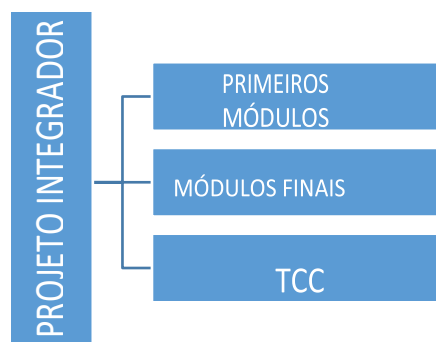 PROJETO INTEGRADOR
PRIMEIROS
MÓDULOS
MÓDULOS FINAIS
TCC